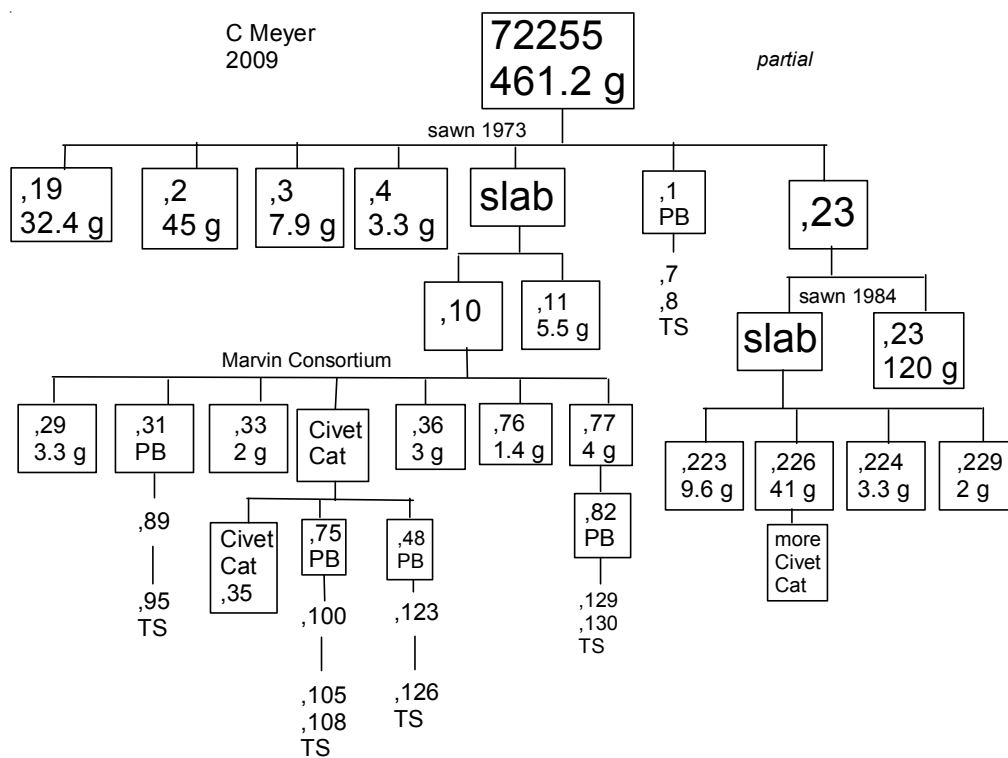 C Meyer
2009
72255
461.2 g
partial
sawn 1973
,19
32.4 g
,2
45 g
,3
7.9 g
,4
3.3 g
slab
,1
PB
,23
,7
,8
TS
,10
,11
5.5 g
sawn 1984
slab
,23
120 g
Marvin Consortium
,29
3.3 g
,31
PB
,33
2 g
Civet
Cat
,36
3 g
,76
1.4 g
,77
4 g
,223
9.6 g
,226
41 g
,224
3.3 g
,229
2 g
,89
,95
TS
Civet
Cat
,35
,75
PB
,48
PB
,82
PB
more
Civet
Cat
,100
,105
,108
TS
,123
,126
TS
,129
,130
TS